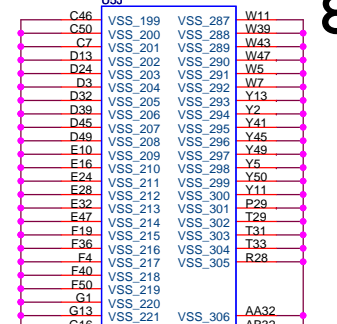 C46 VSS_199 VSS_287 W11
C50 VSS_200 VSS_288 W39
C7 VSS_201 VSS_289 W43
D13 VSS_202 VSS_290 W47
D24 VSS_203 VSS_291 W5
D3 VSS_204 VSS_292 W7
D32 VSS_205 VSS_293 Y13
D39 VSS_206 VSS_294 Y2
D45 VSS_207 VSS_295 Y41
D49 VSS_208 VSS_296 Y45
E10 VSS_209 VSS_297 Y49
E16 VSS_210 VSS_298 Y5
E24 VSS_211 VSS_299 Y50
E28 VSS_212 VSS_300 Y11
E32 VSS_213 VSS_301 P29
E47 VSS_214 VSS_302 T29
F19 VSS_215 VSS_303 T31
F36 VSS_216 VSS_304 T33
F4 VSS_217 VSS_305 R28
F40 VSS_218
F50 VSS_219
G1 VSS_220
G13 VSS_221 VSS_306 AA32